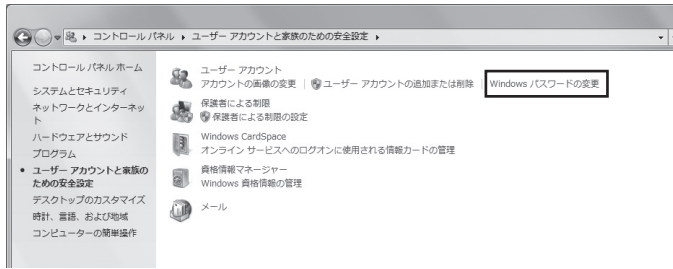 コントロール パネル ▸ ユーザー アカウントと家族のための安全設定 ▸
コントロール パネル ホーム
システムとセキュリティ
ネットワークとインターネッ
ト
ハードウェアとサウンド
プログラム
• ユーザー アカウントと家族の
ための安全設定
デスクトップのカスタマイズ
時計、言語、および地域
コンピューターの簡単操作
ユーザー アカウント
アカウントの画像の変更 | ユーザー アカウントの追加または削除 | Windows パスワードの変更
保護者による制限
保護者による制限の設定
Windows CardSpace
オンライン サービスへのログオンに使用される情報カードの管理
資格情報マネージャー
Windows 資格情報の管理
メール